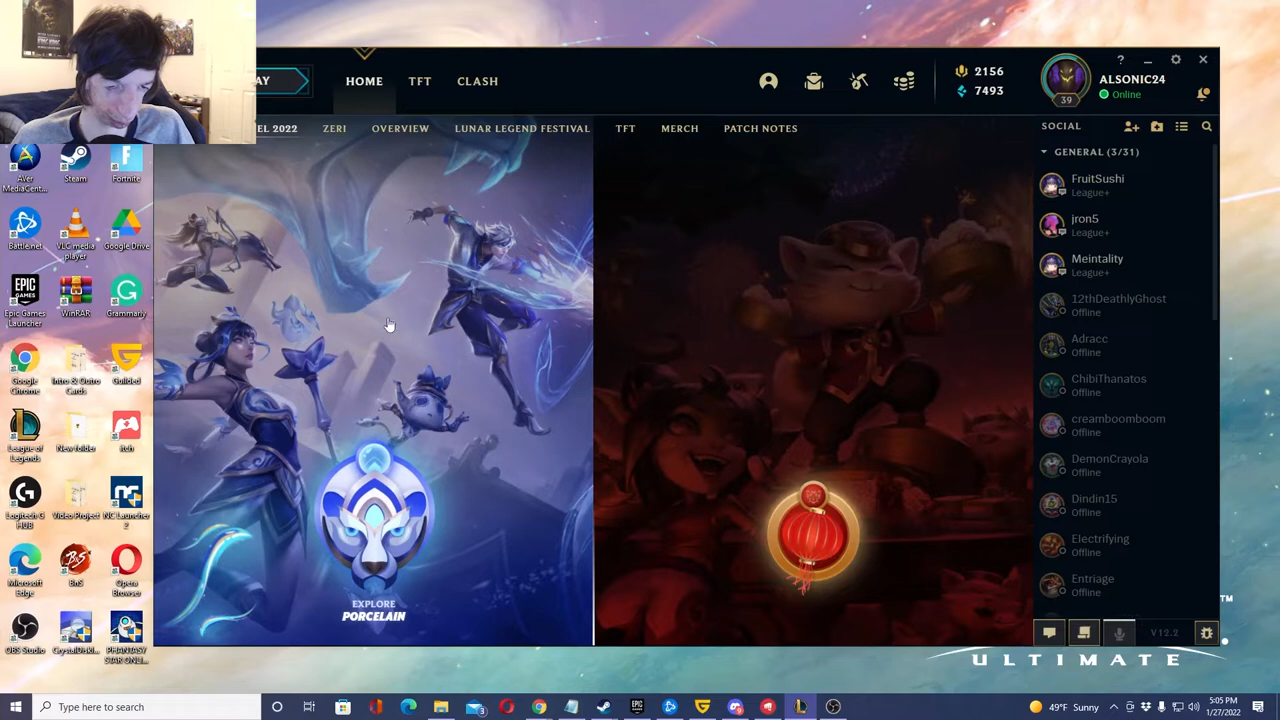 AY
HOME
TFT
CLASH
2156
7493
39
ALSONIC24
Online
EL 2022
ZERI
OVERVIEW
LUNAR LEGEND FESTIVAL
TFT
MERCH
PATCH NOTES
SOCIAL
GENERAL (3/31)
FruitSushi
League+
jron5
League+
Meintality
League+
12thDeathlyGhost
Offline
Adracc
Offline
ChibiThanatos
Offline
creamboomboom
Offline
DemonCrayola
Offline
Dindin15
Offline
Electrifying
Offline
Entriage
Offline
V12.2
EXPLORE
PORCELAIN
AVer MediaCent...
Steam
Fortnite
Battle.net
VLC media player
Google Drive
EPIC GAMES
Epic Games Launcher
WinRAR
Grammarly
Google Chrome
Intro & Outro Cards
Guilded
League of Legends
New folder
itch
Logitech G HUB
Video Project
NC Launcher 2
Microsoft Edge
BnS
Opera Browser
OBS Studio
CrystalDiskI...
PHANTASY STAR ONLI...
ULTIMATE
TM
Type here to search
3
49°F Sunny
5:05 PM
1/27/2022